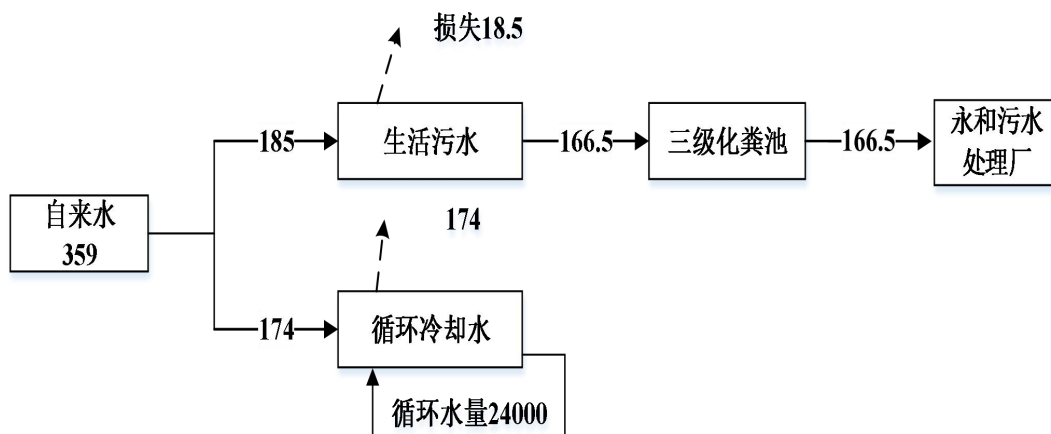 损失18.5
185
生活污水
166.5
三级化粪池
166.5
永和污水
处理厂
自来水
359
174
174
循环冷却水
循环水量24000